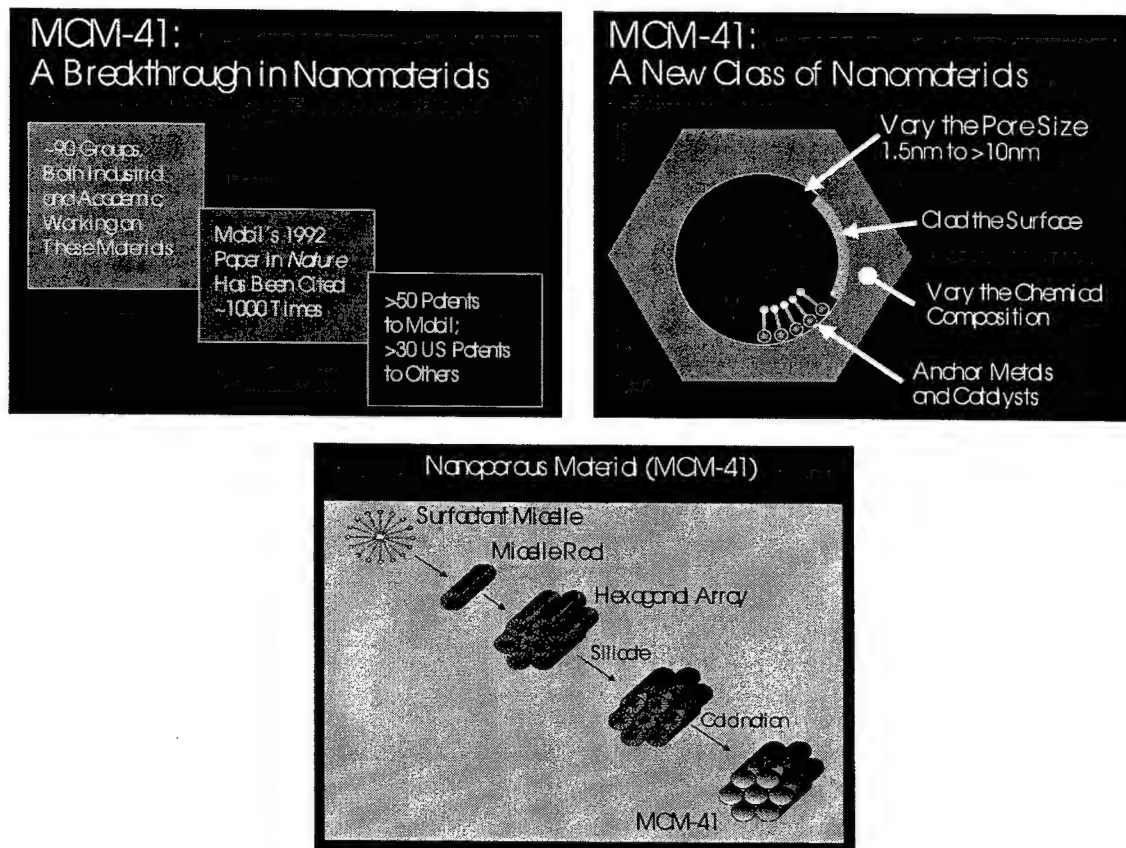 MCM-41:
A Breakthrough in Nanomaterials
~90 Groups,
Both Industrial
and Academic
Working on
These Materials
Mobil's 1992
Paper in Nature
Has Been Cited
~1000 Times
>50 Patents
to Mobil;
>30 US Patents
to Others
MCM-41:
A New Class of Nanomaterials
Vary the Pore Size
1.5nm to >10nm
Clad the Surface
Vary the Chemical
Composition
Anchor Metals
and Catalysts
Nanoporous Material (MCM-41)
Surfactant Micelle
Micelle Rod
Hexagonal Array
Silicate
Calcination
MCM-41